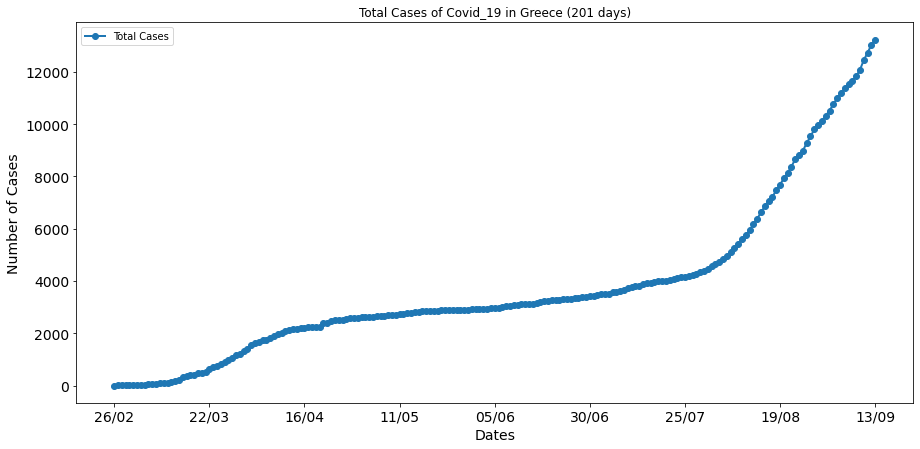 Total Cases of Covid_19 in Greece (201 days)
Total Cases
12000
10000
8000
6000
4000
2000
0
Number of Cases
26/02 22/03 16/04 11/05 05/06 30/06 25/07 19/08 13/09
Dates